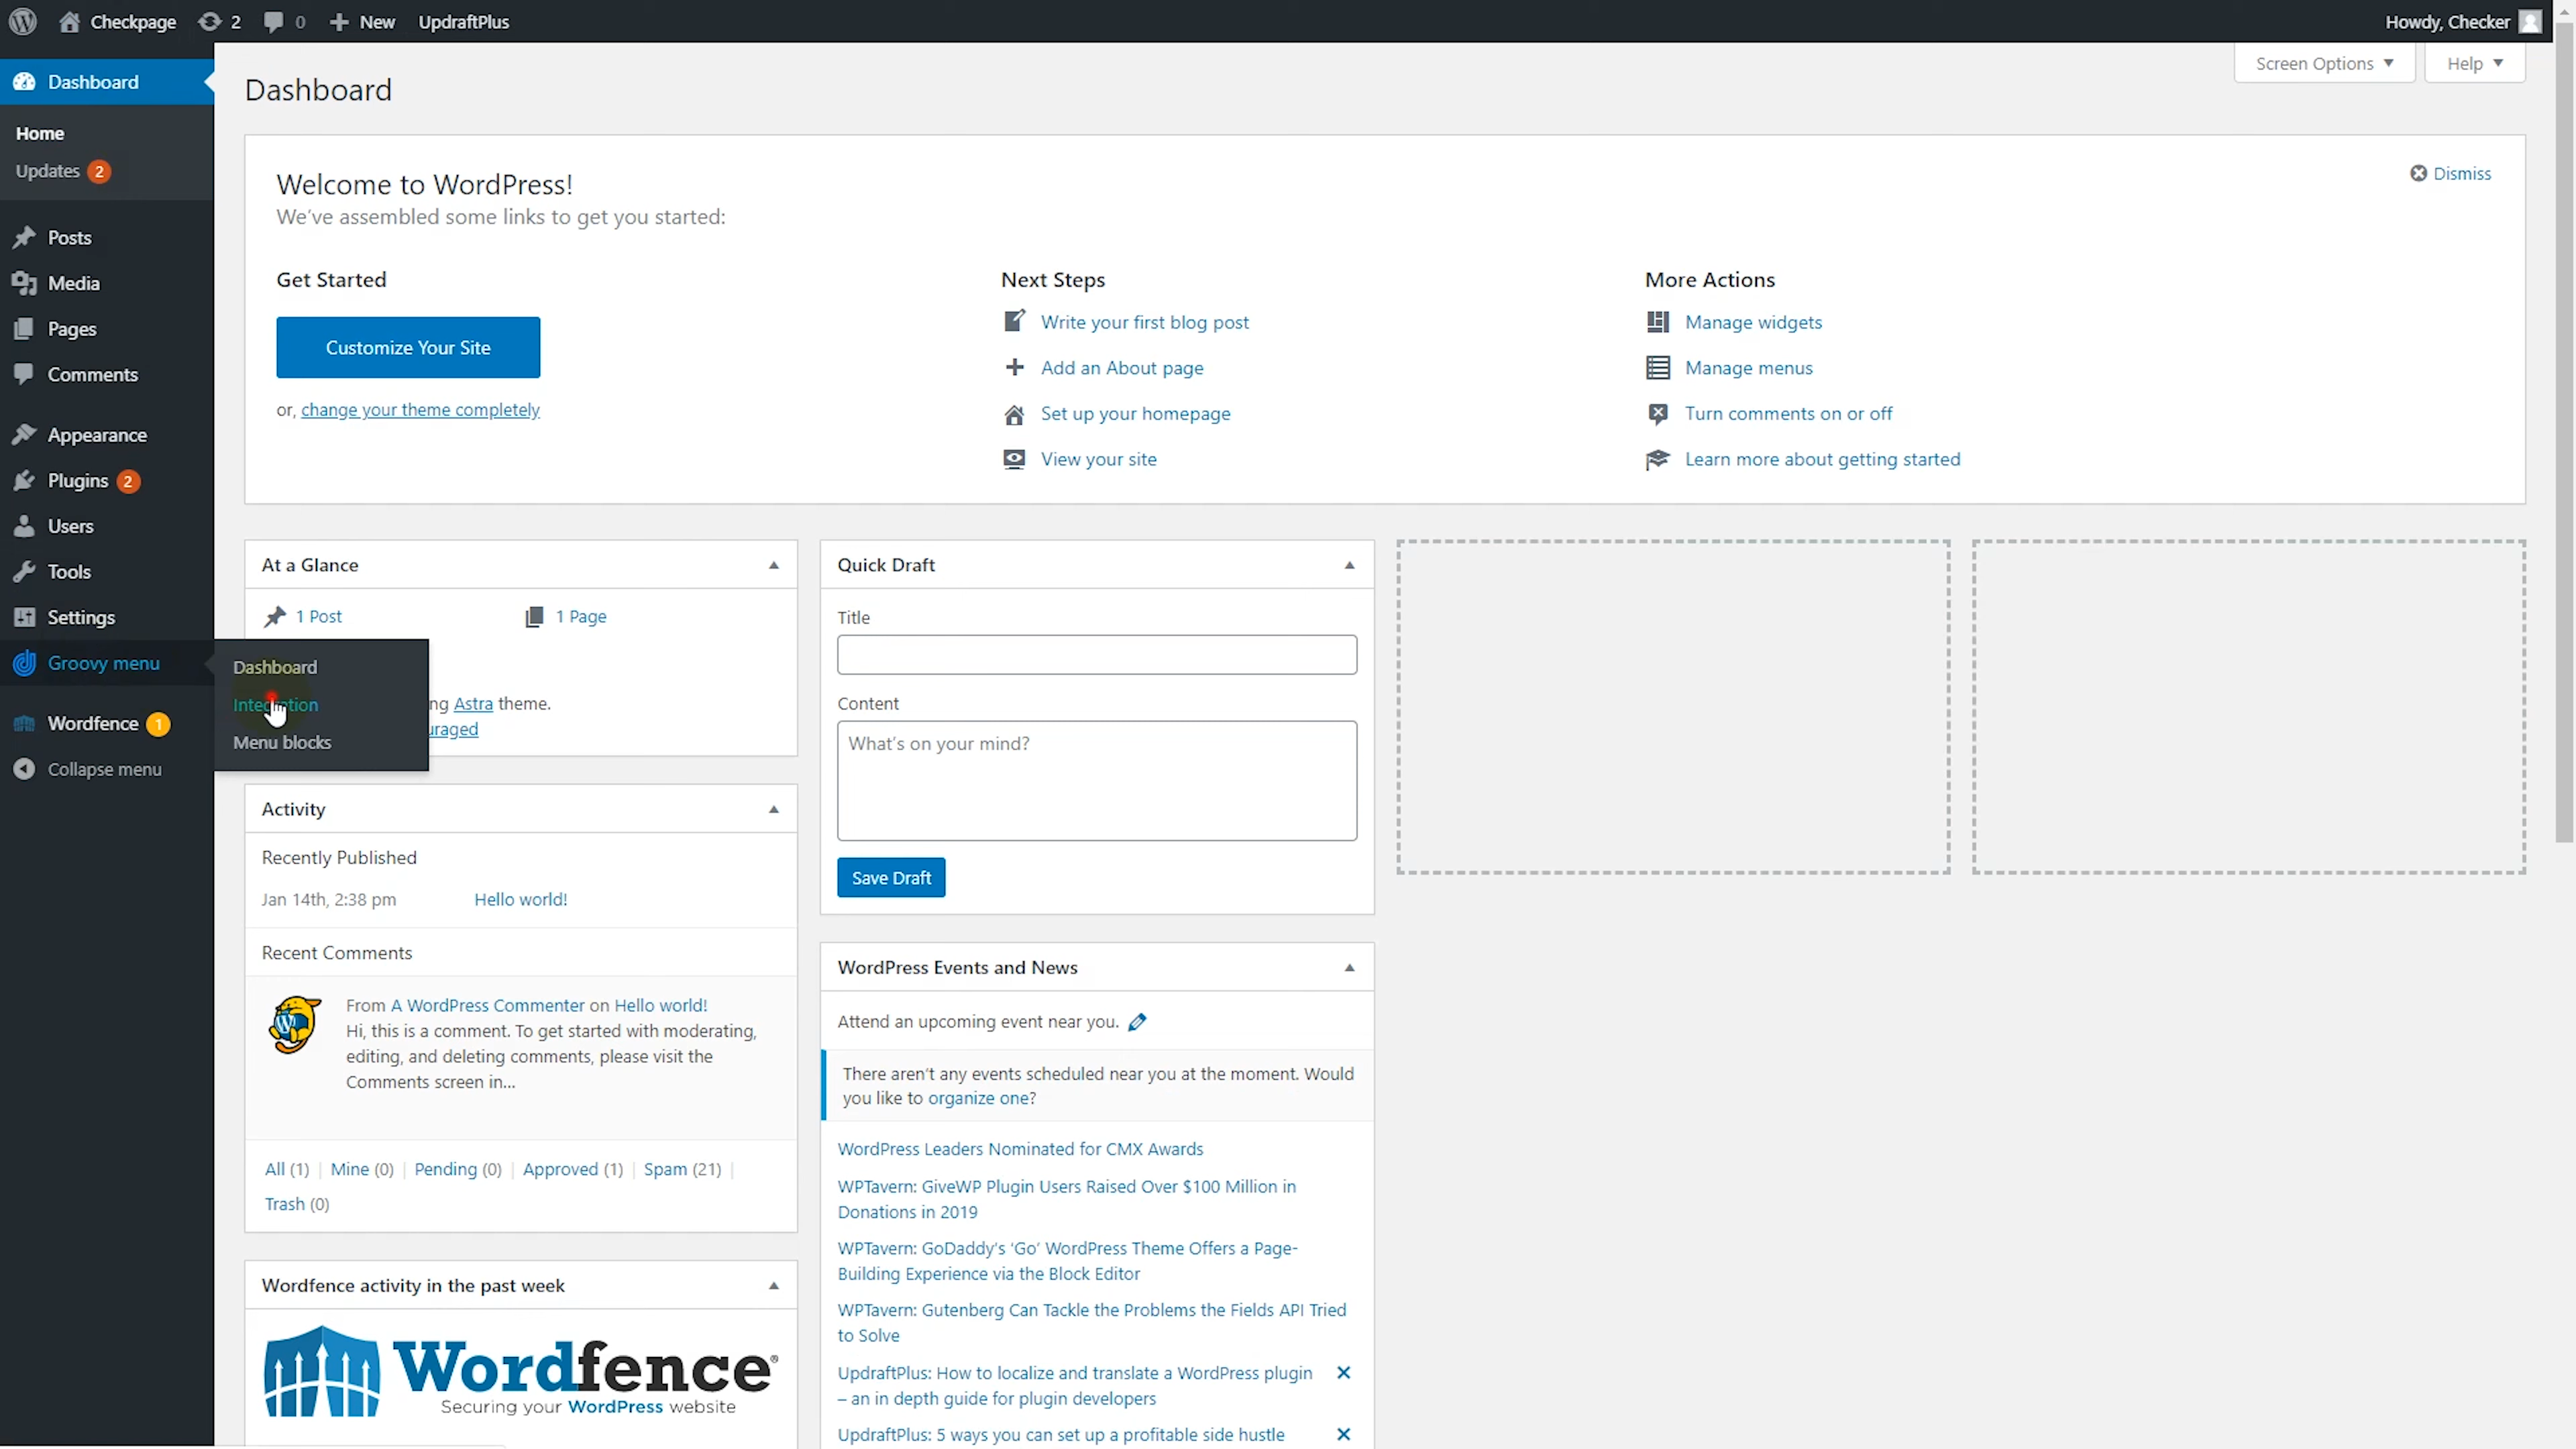 Checkpage 2 0 New UpdraftPlus Howdy, Checker
Screen Options Help
Dashboard
Home
Updates 2
Posts
Media
Pages
Comments
Appearance
Plugins 2
Users
Tools
Settings
Groovy menu
Wordfence 1
Collapse menu
Dashboard
Menu blocks
Dashboard
Welcome to WordPress!
We've assembled some links to get you started:
Dismiss
Get Started
Customize Your Site
or, change your theme completely
Next Steps
Write your first blog post
Add an About page
Set up your homepage
View your site
More Actions
Manage widgets
Manage menus
Turn comments on or off
Learn more about getting started
At a Glance
1 Post 1 Page
ng Astra theme.
uraged
Activity
Recently Published
Jan 14th, 2:38 pm Hello world!
Recent Comments
From A WordPress Commenter on Hello world!
Hi, this is a comment. To get started with moderating,
editing, and deleting comments, please visit the
Comments screen in...
All (1) | Mine (0) | Pending (0) | Approved (1) | Spam (21) |
Trash (0)
Wordfence activity in the past week
Wordfence®
Securing your WordPress website
Quick Draft
Title
Content
What's on your mind?
Save Draft
WordPress Events and News
Attend an upcoming event near you.
There aren't any events scheduled near you at the moment. Would
you like to organize one?
WordPress Leaders Nominated for CMX Awards
WPTavern: GiveWP Plugin Users Raised Over $100 Million in
Donations in 2019
WPTavern: GoDaddy's 'Go' WordPress Theme Offers a Page-
Building Experience via the Block Editor
WPTavern: Gutenberg Can Tackle the Problems the Fields API Tried
to Solve
UpdraftPlus: How to localize and translate a WordPress plugin
– an in depth guide for plugin developers
UpdraftPlus: 5 ways you can set up a profitable side hustle